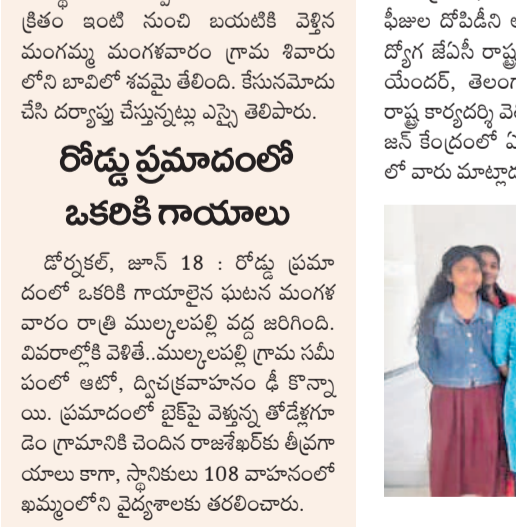 క్రితం ఇంటి నుంచి బయటికి వెళ్లిన
మంగమ్మ మంగళవారం గ్రామ శివారు
లోని బావిలో శవమై తేలింది. కేసునమోదు
చేసి దర్యాప్తు చేస్తున్నట్లు ఎస్సై తెలిపారు.
రోడ్డు ప్రమాదంలో
ఒకరికి గాయాలు
డోర్నకల్, జూన్ 18 : రోడ్డు ప్రమా
దంలో ఒకరికి గాయాలైన ఘటన మంగళ
వారం రాత్రి ముల్కలపల్లి వద్ద జరిగింది.
వివరాల్లోకి వెళితే..ముల్కలపల్లి గ్రామ సమీ
పంలో ఆటో, ద్విచక్రవాహనం ఢీ కొన్నా
యి. ప్రమాదంలో బైక్‌పై వెళ్తున్న తోడేళ్లగూ
డెం గ్రామానికి చెందిన రాజశేఖర్‌కు తీవ్రగా
యాలు కాగా, స్థానికులు 108 వాహనంలో
ఖమ్మంలోని వైద్యశాలకు తరలించారు.
ఫీజుల దోపిడీని
ద్యోగ జేఏసీ రాష్ట్ర
యేందర్, తెలంగ
రాష్ట్ర కార్యదర్శి
జన్ కేంద్రంలో
లో వారు మాట్లాడు